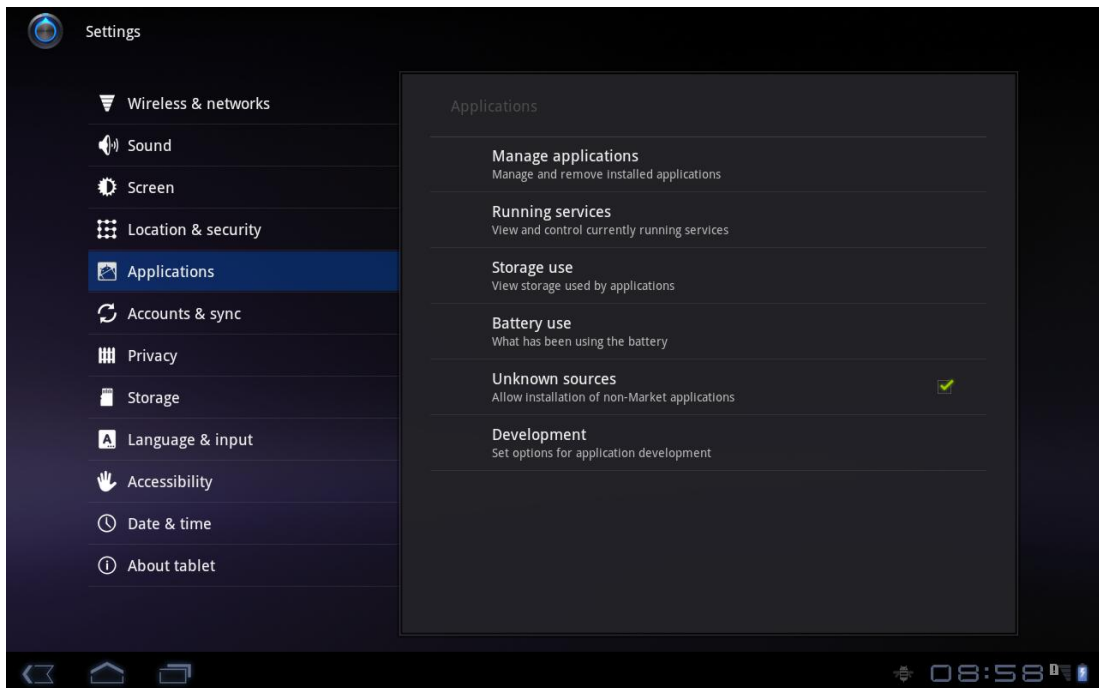 Settings
Wireless & networks
Sound
Screen
Location & security
Applications
Accounts & sync
Privacy
Storage
Language & input
Accessibility
Date & time
About tablet
Applications
Manage applications
Manage and remove installed applications
Running services
View and control currently running services
Storage use
View storage used by applications
Battery use
What has been using the battery
Unknown sources
Allow installation of non-Market applications
Development
Set options for application development
08:58